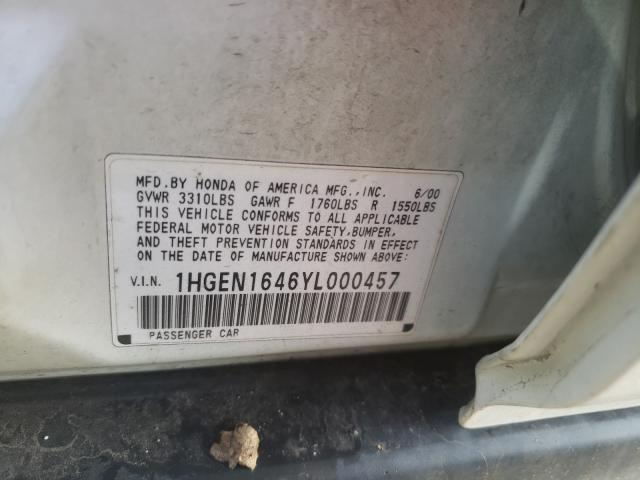 MFD.BY HONDA OF AMERICA MFG.,INC. 6/00
GVWR 3310LBS GAWR F 1760LBS R 1550LBS
THIS VEHICLE CONFORMS TO ALL APPLICABLE
FEDERAL MOTOR VEHICLE SAFETY,BUMPER,
AND THEFT PREVENTION STANDARDS IN EFFECT
ON THE DATE OF MANUFACTURE SHOWN ABOVE.
V.I.N. 1HGEN1646YL000457
PASSENGER CAR